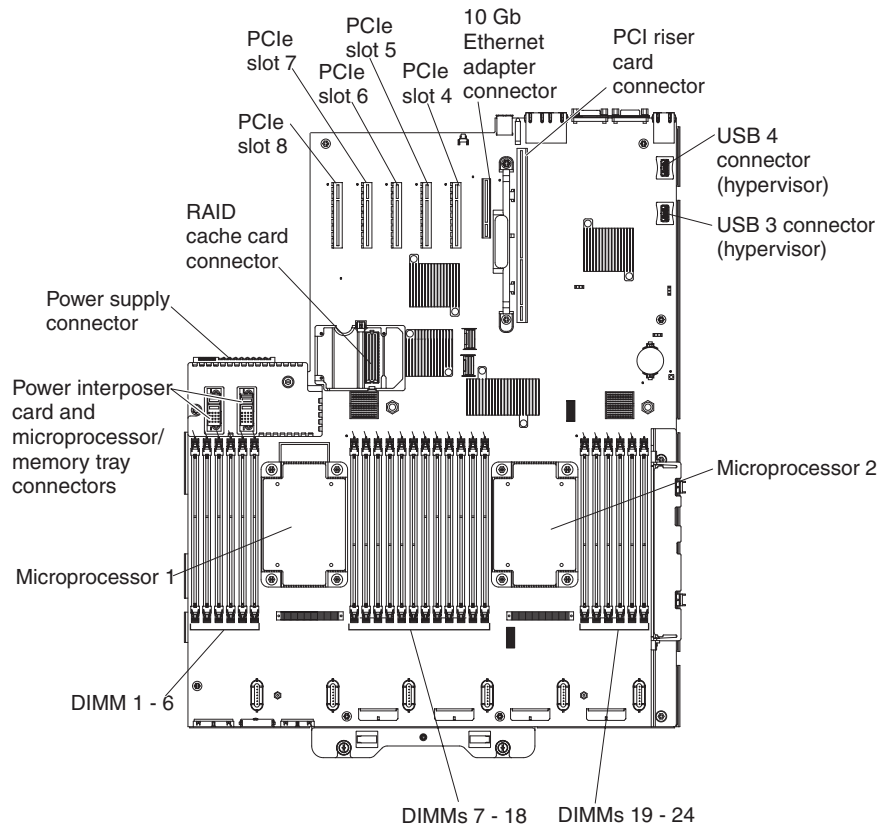 10 Gb
Ethernet
adapter
connector
PCI riser
card
connector
PCIe
slot 7
PCIe
slot 5
PCIe
slot 6
PCIe
slot 4
PCIe
slot 8
USB 4
connector
(hypervisor)
RAID
cache card
connector
USB 3 connector
(hypervisor)
Power supply
connector
Power interposer
card and
microprocessor/
memory tray
connectors
Microprocessor 2
Microprocessor 1
DIMM 1 - 6
DIMMs 7 - 18
DIMMs 19 - 24